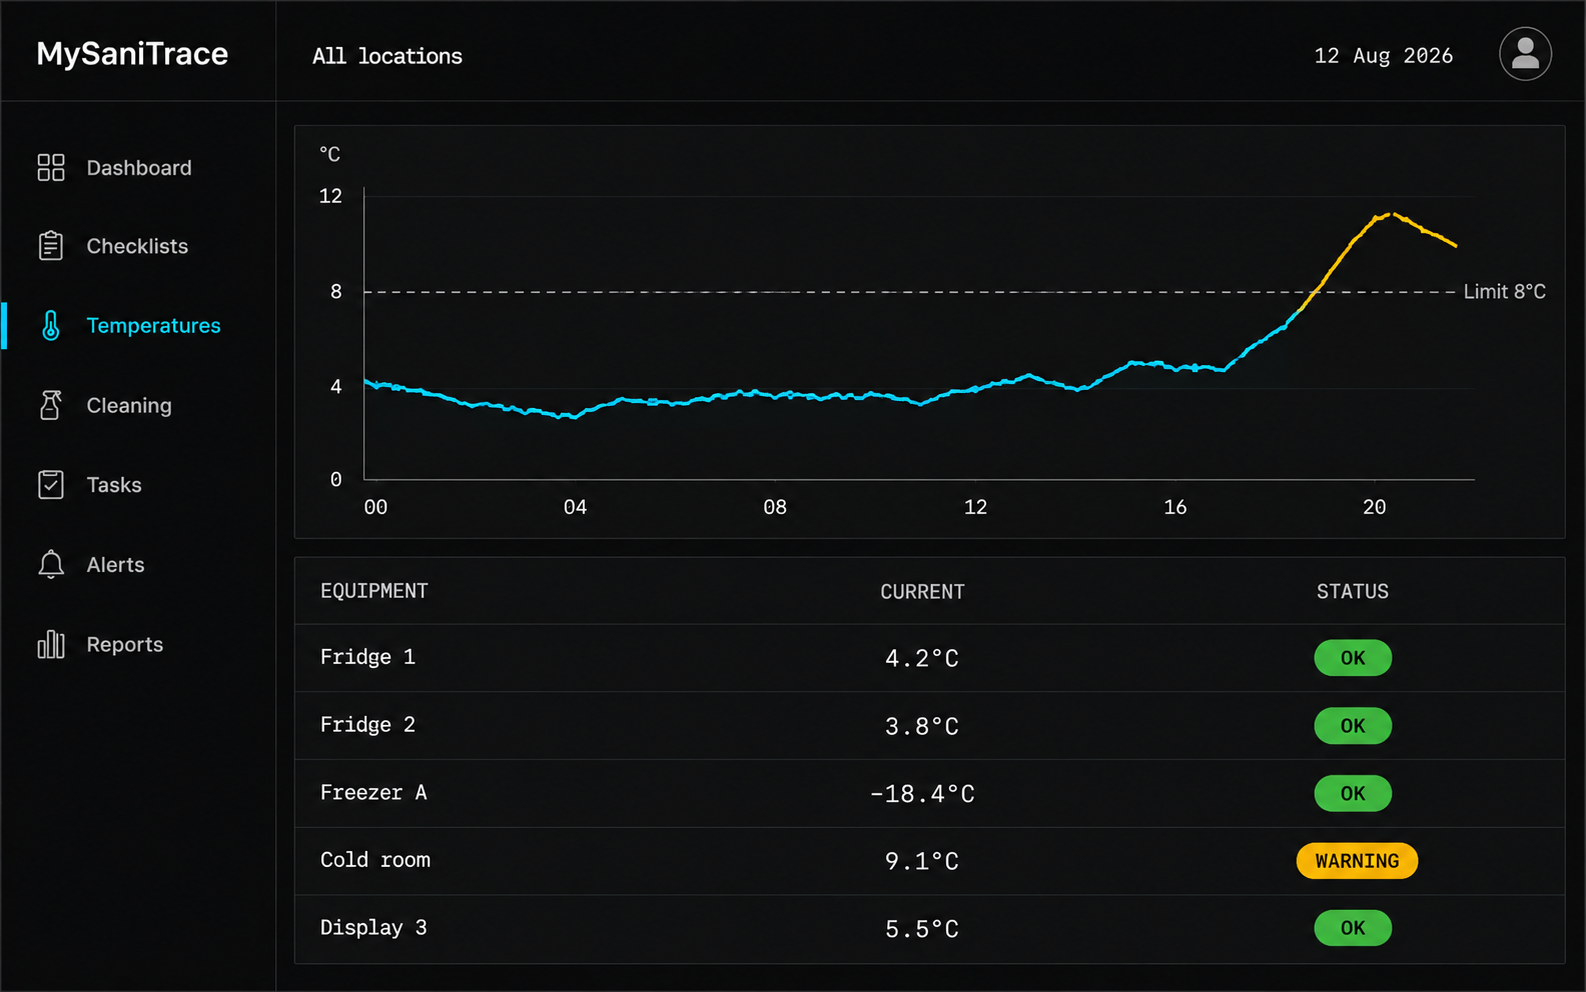 MySaniTrace
All locations
12 Aug 2026
Dashboard
Checklists
Temperatures
Cleaning
Tasks
Alerts
Reports
°C
12
8
Limit 8°C
4
0
00 04 08 12 16 20
EQUIPMENT CURRENT STATUS
Fridge 1 4.2°C OK
Fridge 2 3.8°C OK
Freezer A −18.4°C OK
Cold room 9.1°C WARNING
Display 3 5.5°C OK